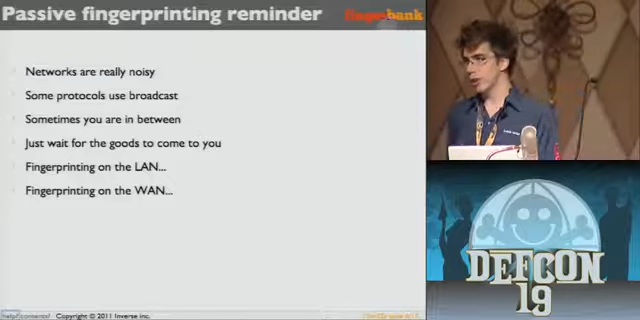 Passive fingerprinting reminder
fingerbank
Networks are really noisy
Some protocols use broadcast
Sometimes you are in between
Just wait for the goods to come to you
Fingerprinting on the LAN...
Fingerprinting on the WAN...
Copyright © 2011 Inverse inc.
DEFCON
19